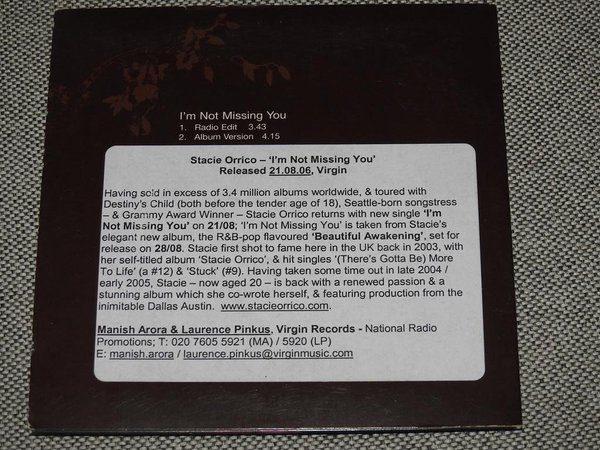 I'm Not Missing You
1. Radio Edit 3.43
2. Album Version 4.15
Stacie Orrico – 'I'm Not Missing You'
Released 21.08.06, Virgin
Having sold in excess of 3.4 million albums worldwide, & toured with
Destiny's Child (both before the tender age of 18), Seattle-born songstress
– & Grammy Award Winner – Stacie Orrico returns with new single 'I'm
Not Missing You' on 21/08; 'I'm Not Missing You' is taken from Stacie's
elegant new album, the R&B-pop flavoured 'Beautiful Awakening', set for
release on 28/08. Stacie first shot to fame here in the UK back in 2003, with
her self-titled album 'Stacie Orrico', & hit singles '(There's Gotta Be) More
To Life' (a #12) & 'Stuck' (#9). Having taken some time out in late 2004 /
early 2005, Stacie – now aged 20 – is back with a renewed passion & a
stunning album which she co-wrote herself, & featuring production from the
inimitable Dallas Austin. www.stacieorrico.com.
Manish Arora & Laurence Pinkus, Virgin Records - National Radio
Promotions; T: 020 7605 5921 (MA) / 5920 (LP)
E: manish.arora / laurence.pinkus@virginmusic.com